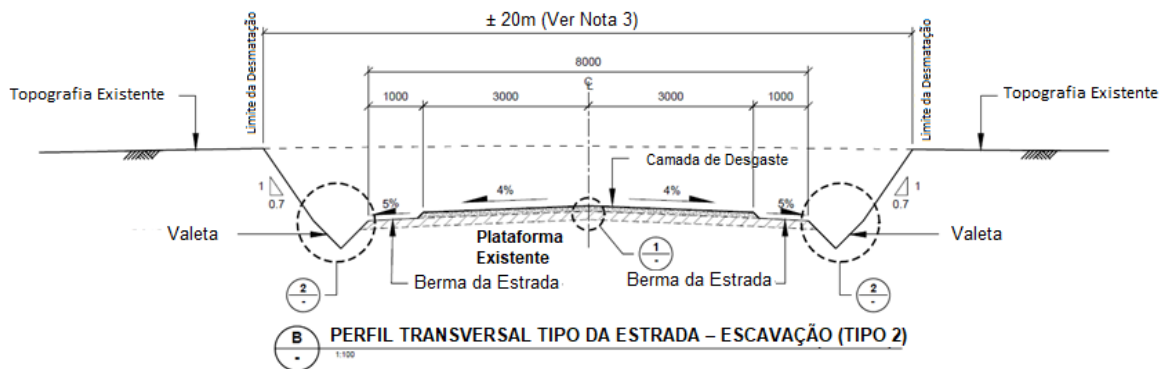 ± 20m (Ver Nota 3)
Limite da Desmatação
Limite da Desmatação
8000
℄
1000
3000
3000
1000
Topografia Existente
Topografia Existente
Camada de Desgaste
1
0.7
5%
4%
4%
5%
1
0.7
Valeta
Plataforma
Existente
1
-
Valeta
Berma da Estrada
Berma da Estrada
2
-
2
-
B
-
PERFIL TRANSVERSAL TIPO DA ESTRADA – ESCAVAÇÃO (TIPO 2)
1:100